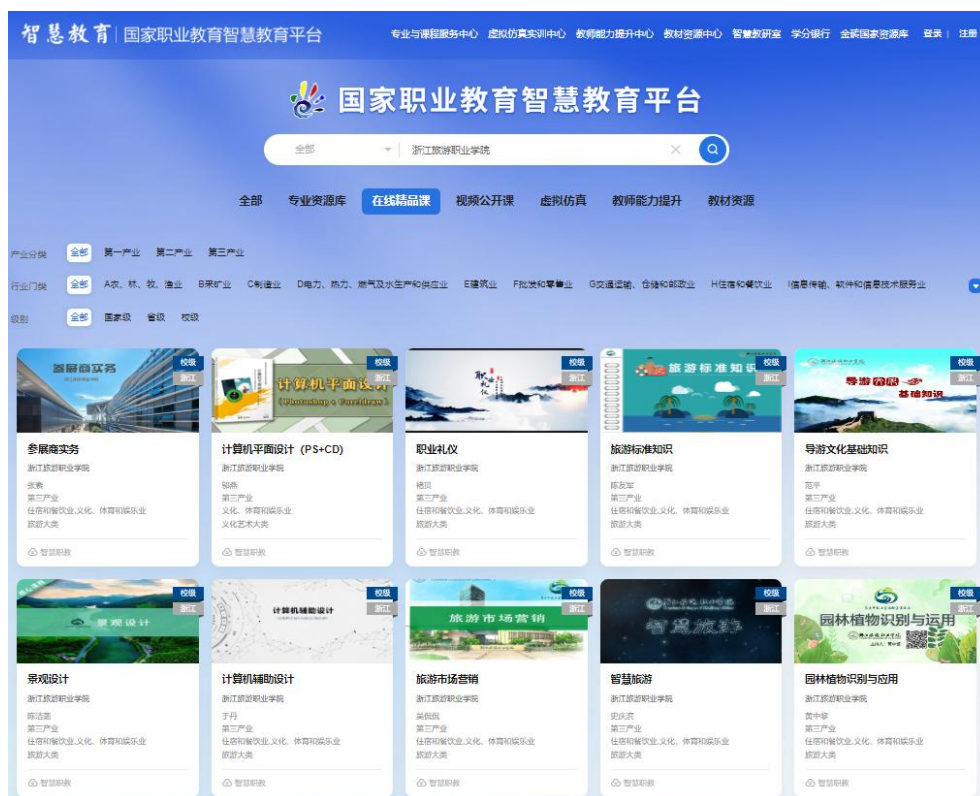 智慧教育 国家职业教育智慧教育平台
专业与课程服务中心 虚拟仿真实训中心 教师能力提升中心 教材资源中心 智慧教研室 学分银行 金砖国家资源库 登录 | 注册
国家职业教育智慧教育平台
全部 浙江旅游职业学院
全部 专业资源库 在线精品课 视频公开课 虚拟仿真 教师能力提升 教材资源
产业分类 全部 第一产业 第二产业 第三产业
行业门类 全部 A农、林、牧、渔业 B采矿业 C制造业 D电力、热力、燃气及水生产和供应业 E建筑业 F批发和零售业 G交通运输、仓储和邮政业 H住宿和餐饮业 I信息传输、软件和信息技术服务业
级别 全部 国家级 省级 校级
参展商实务 校级 浙江
计算机平面设计 校级 浙江
(Photoshop + Coreldraw)
职业礼仪 校级 浙江
旅游标准知识 校级 浙江
导游文化基础知识 校级 浙江
参展商实务 计算机平面设计 (PS+CD) 职业礼仪 旅游标准知识 导游文化基础知识
浙江旅游职业学院 浙江旅游职业学院 浙江旅游职业学院 浙江旅游职业学院 浙江旅游职业学院
陈友军 范平
第三产业 第三产业 第三产业 第三产业 第三产业
住宿和餐饮业,文化、体育和娱乐业 文化、体育和娱乐业 住宿和餐饮业,文化、体育和娱乐业 住宿和餐饮业,文化、体育和娱乐业 住宿和餐饮业,文化、体育和娱乐业
旅游大类 文化艺术大类 旅游大类 旅游大类 旅游大类
智慧职教 智慧职教 智慧职教 智慧职教 智慧职教
景观设计 校级 浙江
计算机辅助设计 校级 浙江
旅游市场营销 校级 浙江
智慧旅游 校级 浙江
园林植物识别与运用 校级 浙江
景观设计 计算机辅助设计 旅游市场营销 智慧旅游 园林植物识别与应用
浙江旅游职业学院 浙江旅游职业学院 浙江旅游职业学院 浙江旅游职业学院 浙江旅游职业学院
于丹 吴侃侃
第三产业 第三产业 第三产业 第三产业 第三产业
住宿和餐饮业,文化、体育和娱乐业 住宿和餐饮业,文化、体育和娱乐业 住宿和餐饮业,文化、体育和娱乐业 住宿和餐饮业,文化、体育和娱乐业 住宿和餐饮业,文化、体育和娱乐业
旅游大类 旅游大类 旅游大类 旅游大类 旅游大类
智慧职教 智慧职教 智慧职教 智慧职教 智慧职教